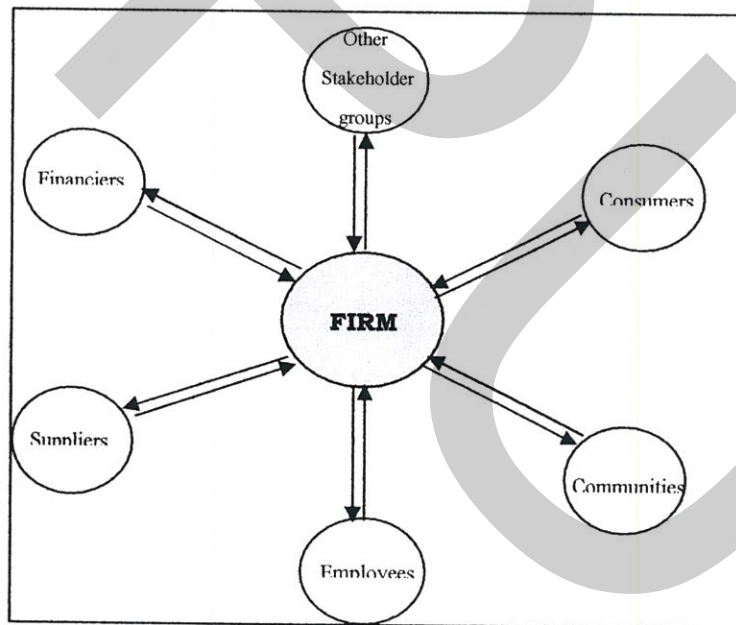 Other
Stakeholder
groups
Financiers
Consumers
FIRM
Suppliers
Communities
Employees